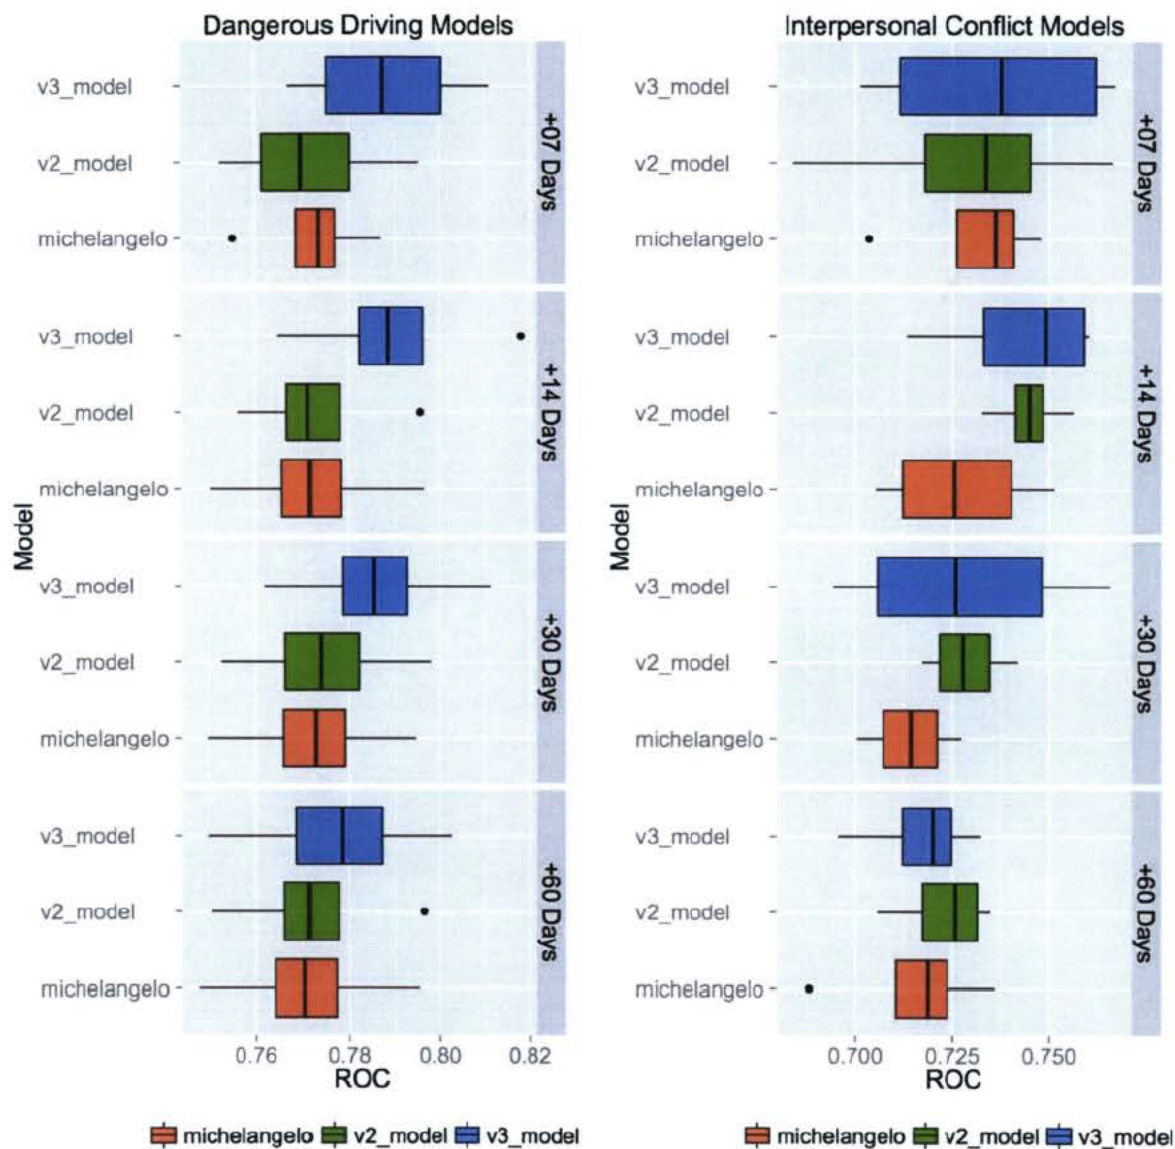 Dangerous Driving Models
v3_model
v2_model
michelangelo
+07 Days
v3_model
v2_model
michelangelo
+14 Days
v3_model
v2_model
michelangelo
+30 Days
v3_model
v2_model
michelangelo
+60 Days
Model
0.76 0.78 0.80 0.82
ROC
michelangelo v2_model v3_model
Interpersonal Conflict Models
v3_model
v2_model
michelangelo
+07 Days
v3_model
v2_model
michelangelo
+14 Days
v3_model
v2_model
michelangelo
+30 Days
v3_model
v2_model
michelangelo
+60 Days
Model
0.700 0.725 0.750
ROC
michelangelo v2_model v3_model